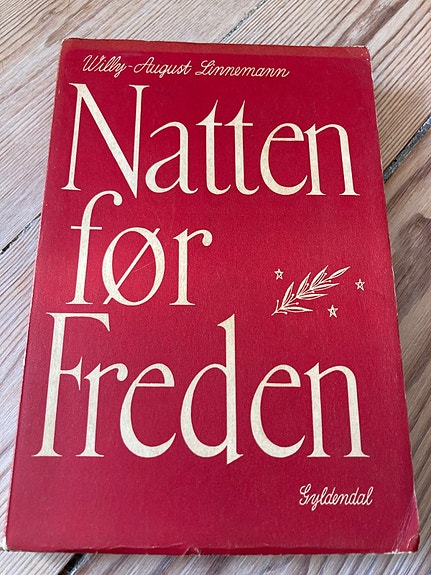 Willy-August Linnemann
Natten
før
Freden
Gyldendal